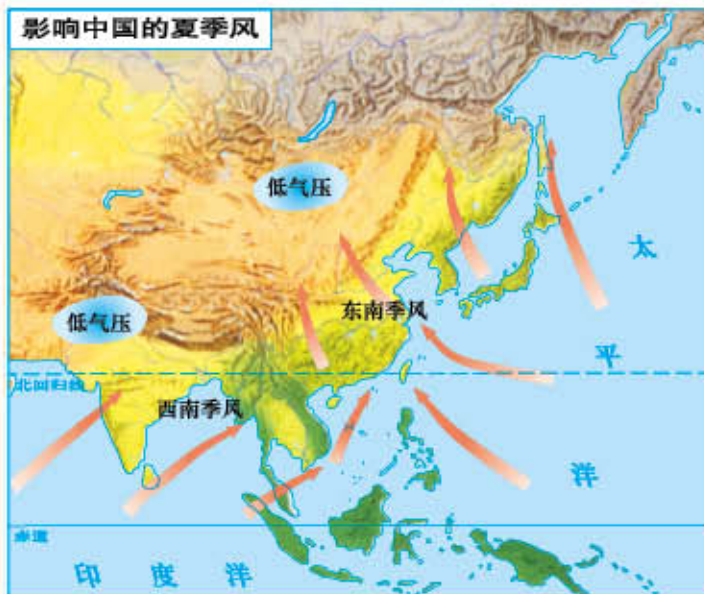 影响中国的夏季风
低气压
太
低气压
东南季风
平
北回归线
西南季风
洋
赤道
印度洋